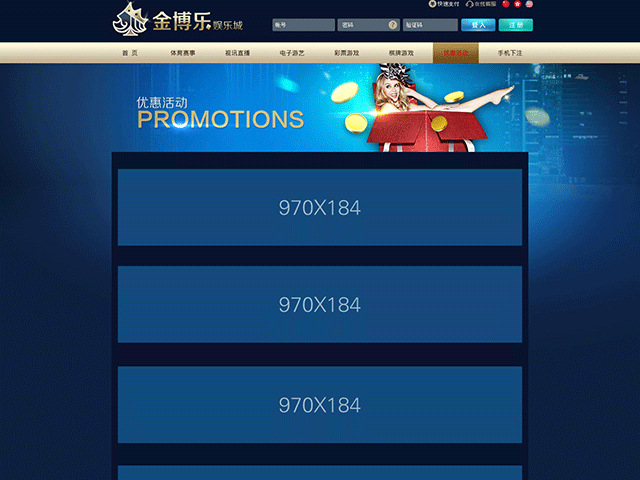 快速支付 在线客服
金博乐 娱乐城
账号 密码 ? 验证码 登入 注册
首 页 体育赛事 视讯直播 电子游艺 彩票游戏 棋牌游戏 优惠活动 手机下注
优惠活动
PROMOTIONS
970X184
970X184
970X184